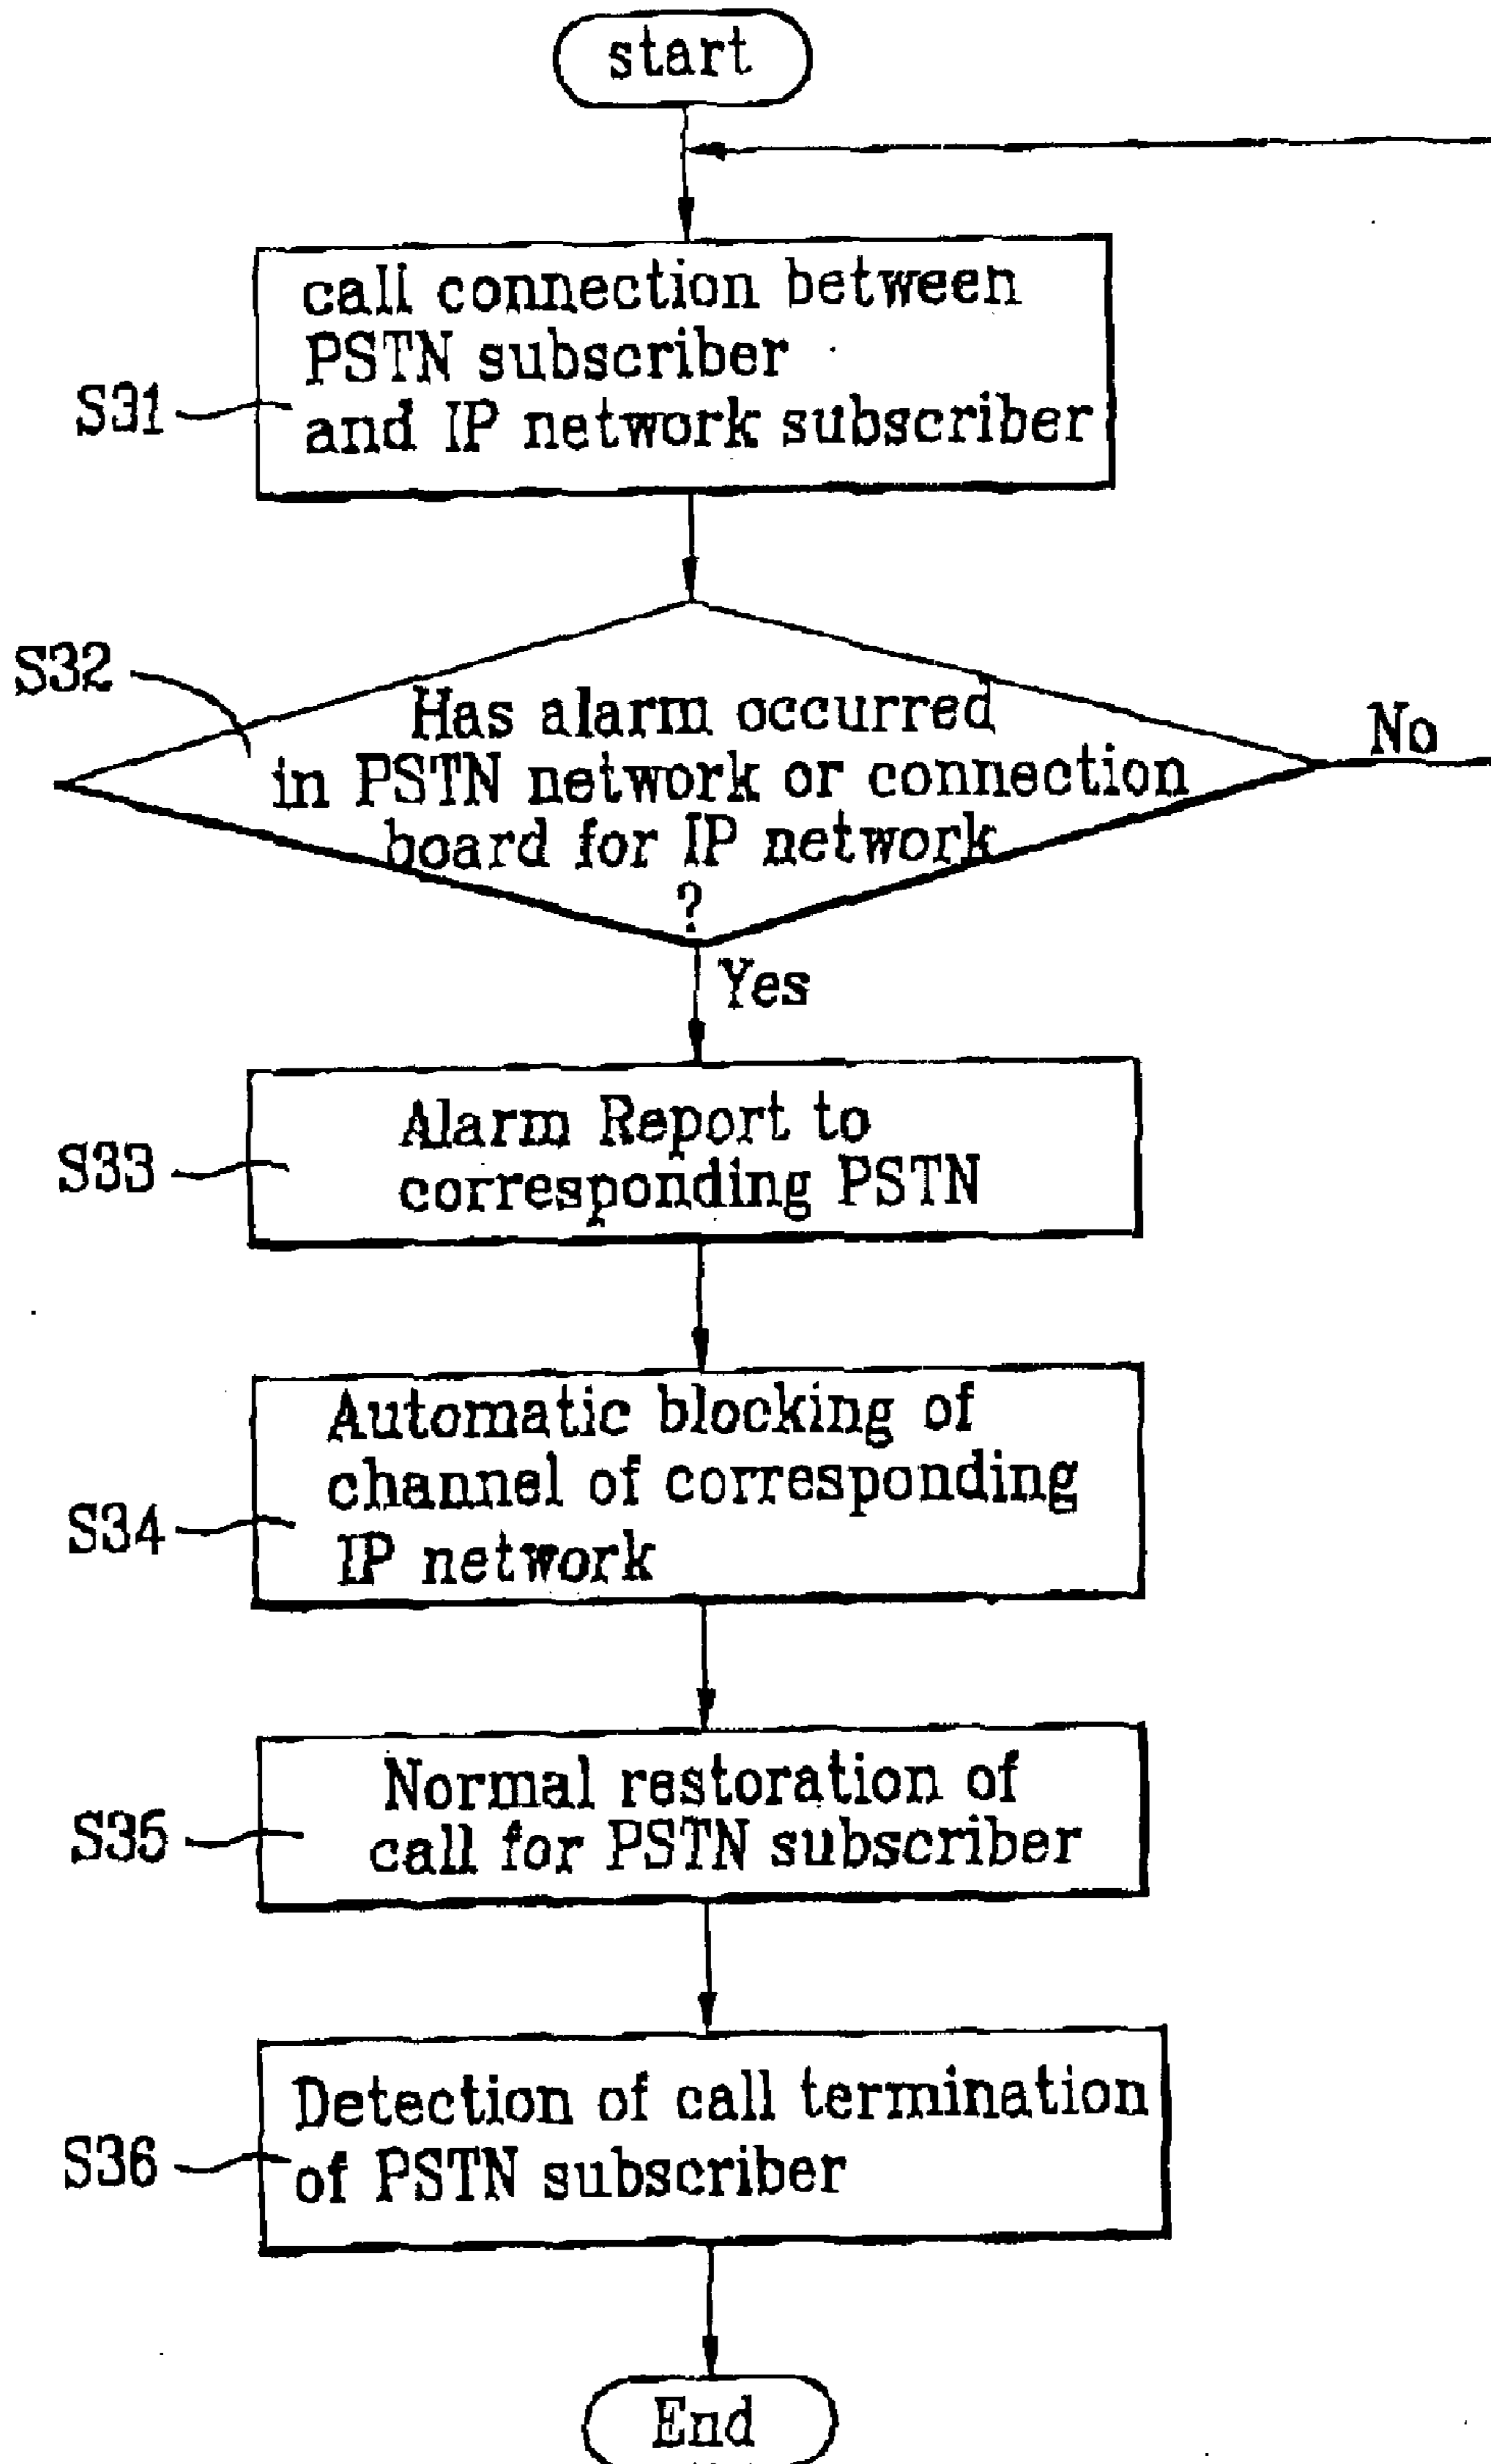 start
call connection between
PSTN subscriber
and IP network subscriber
S31
S32
Has alarm occurred
in PSTN network or connection
board for IP network
?
No
Yes
S33
Alarm Report to
corresponding PSTN
S34
Automatic blocking of
channel of corresponding
IP network
S35
Normal restoration of
call for PSTN subscriber
S36
Detection of call termination
of PSTN subscriber
End